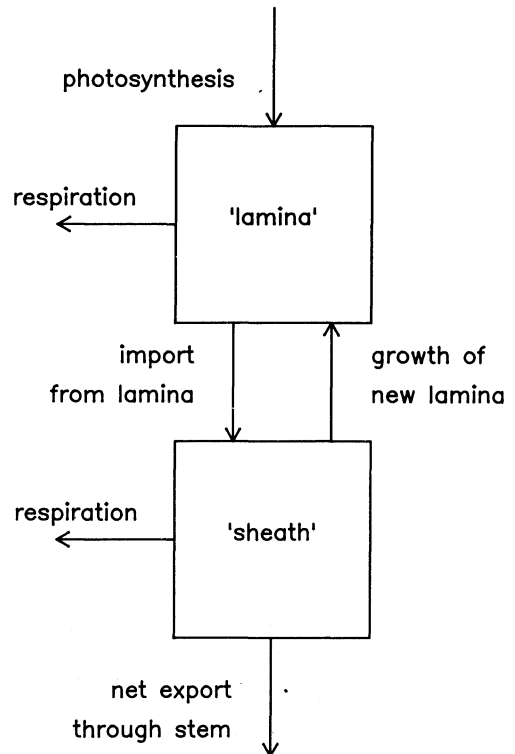 photosynthesis
respiration
'lamina'
import
from lamina
growth of
new lamina
respiration
'sheath'
net export
through stem